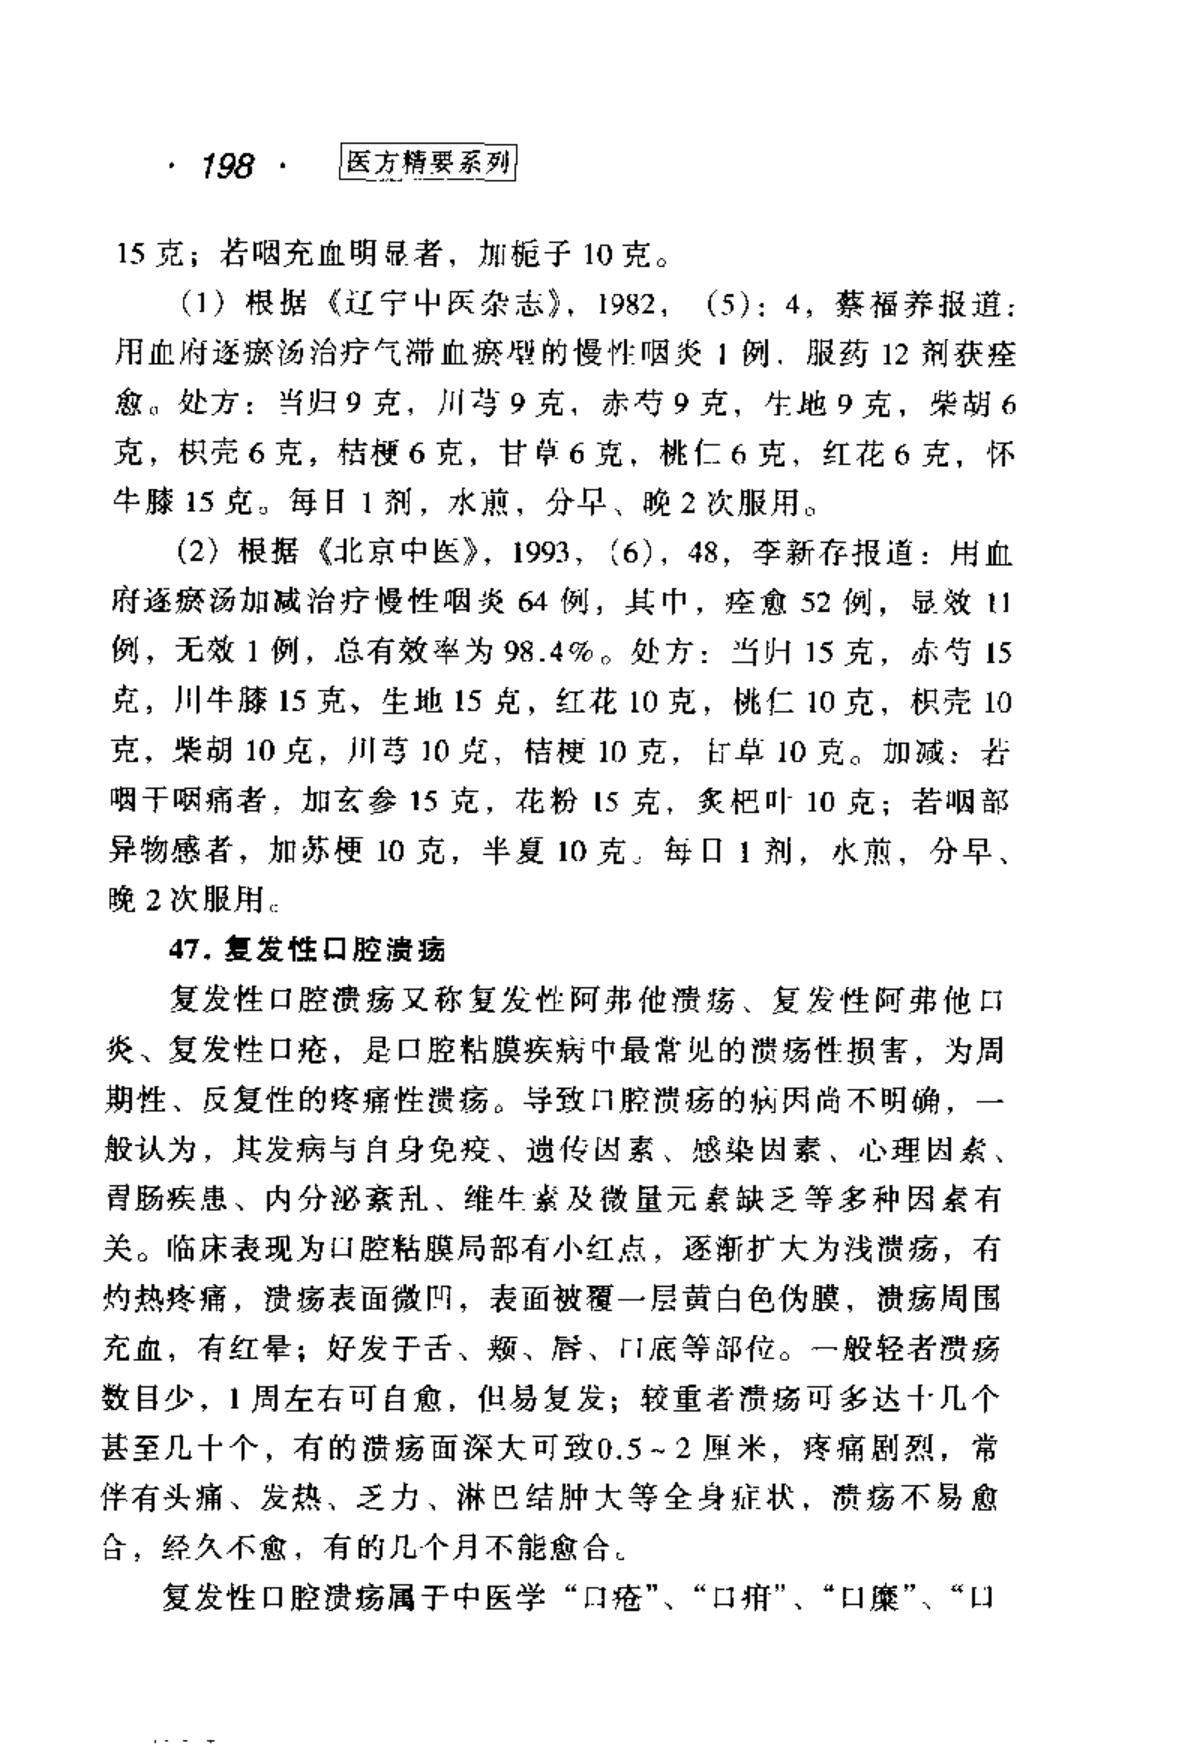 · 198 · 医方精要系列
15 克；若咽充血明显者，加栀子 10 克。
（1）根据《辽宁中医杂志》，1982，（5）：4，蔡福养报道：
用血府逐瘀汤治疗气滞血瘀型的慢性咽炎 1 例，服药 12 剂获痊
愈。处方：当归 9 克，川芎 9 克，赤芍 9 克，生地 9 克，柴胡 6
克，枳壳 6 克，桔梗 6 克，甘草 6 克，桃仁 6 克，红花 6 克，怀
牛膝 15 克。每日 1 剂，水煎，分早、晚 2 次服用。
（2）根据《北京中医》，1993，（6），48，李新存报道：用血
府逐瘀汤加减治疗慢性咽炎 64 例，其中，痊愈 52 例，显效 11
例，无效 1 例，总有效率为 98.4%。处方：当归 15 克，赤芍 15
克，川牛膝 15 克、生地 15 克，红花 10 克，桃仁 10 克，枳壳 10
克，柴胡 10 克，川芎 10 克，桔梗 10 克，甘草 10 克。加减：若
咽干咽痛者，加玄参 15 克，花粉 15 克，炙杷叶 10 克；若咽部
异物感者，加苏梗 10 克，半夏 10 克。每日 1 剂，水煎，分早、
晚 2 次服用。
47. 复发性口腔溃疡
复发性口腔溃疡又称复发性阿弗他溃疡、复发性阿弗他口
炎、复发性口疮，是口腔粘膜疾病中最常见的溃疡性损害，为周
期性、反复性的疼痛性溃疡。导致口腔溃疡的病因尚不明确，一
般认为，其发病与自身免疫、遗传因素、感染因素、心理因素、
胃肠疾患、内分泌紊乱、维生素及微量元素缺乏等多种因素有
关。临床表现为口腔粘膜局部有小红点，逐渐扩大为浅溃疡，有
灼热疼痛，溃疡表面微凹，表面被覆一层黄白色伪膜，溃疡周围
充血，有红晕；好发于舌、颊、唇、口底等部位。一般轻者溃疡
数目少，1 周左右可自愈，但易复发；较重者溃疡可多达十几个
甚至几十个，有的溃疡面深大可致0.5～2 厘米，疼痛剧烈，常
伴有头痛、发热、乏力、淋巴结肿大等全身症状，溃疡不易愈
合，经久不愈，有的几个月不能愈合。
复发性口腔溃疡属于中医学“口疮”、“口疳”、“口糜”、“口